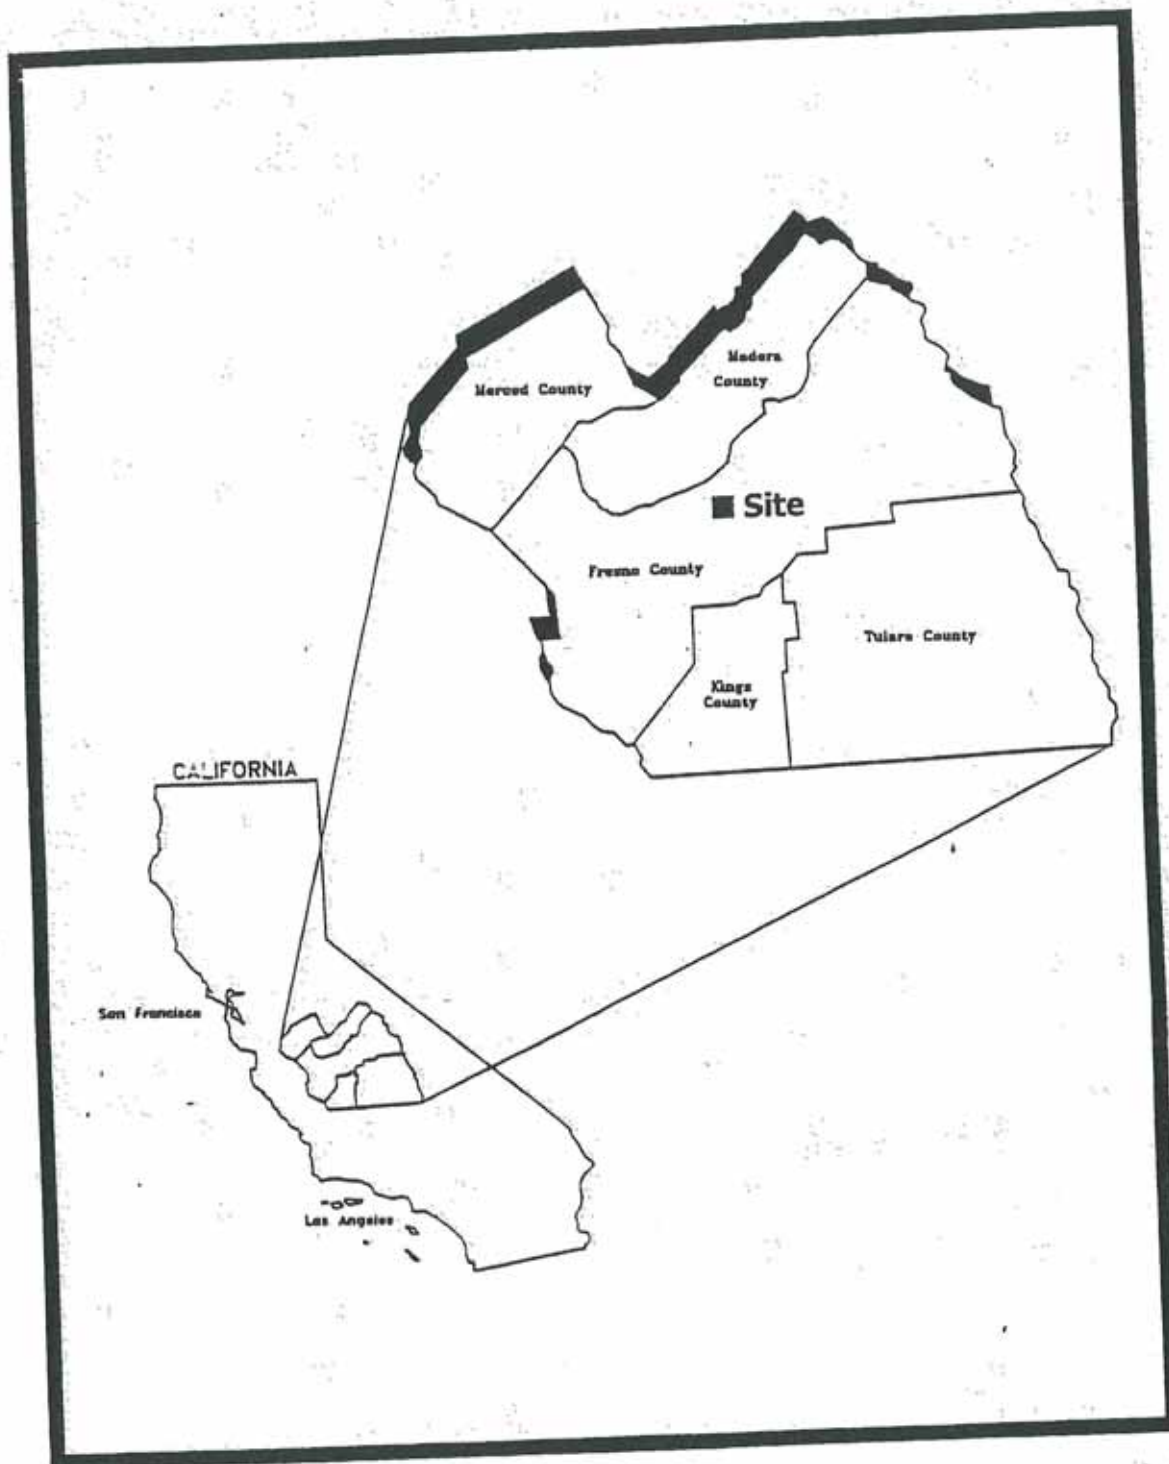 Madera
County
Merced County
Site
Fresno County
Tulare County
Kings
County
CALIFORNIA
San Francisco
Los Angeles